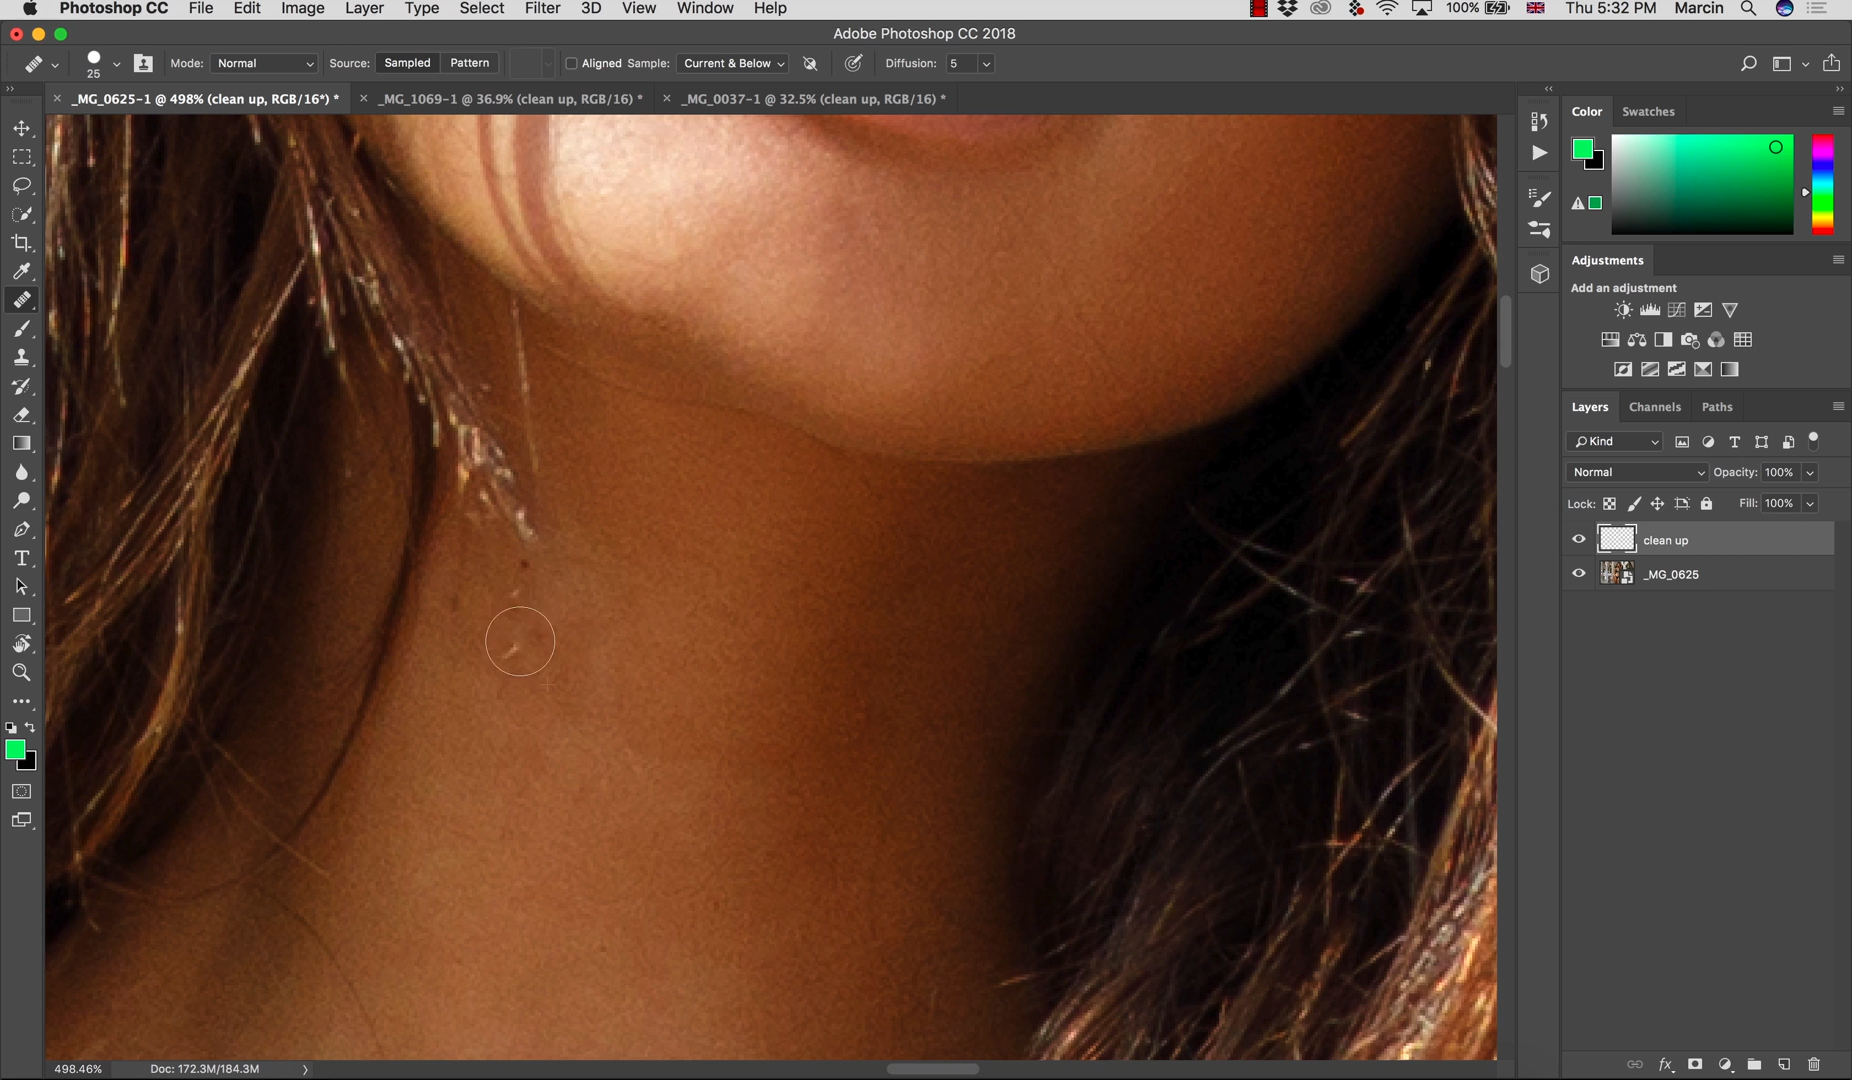 Photoshop CC File Edit Image Layer Type Select Filter 3D View Window Help 100% Thu 5:32 PM Marcin
Adobe Photoshop CC 2018
25 Mode: Normal Source: Sampled Pattern Aligned Sample: Current & Below Diffusion: 5
_MG_0625-1 @ 498% (clean up, RGB/16*) * _MG_1069-1 @ 36.9% (clean up, RGB/16) * _MG_0037-1 @ 32.5% (clean up, RGB/16) *
Color Swatches
Adjustments
Add an adjustment
Layers Channels Paths
Kind
Normal Opacity: 100%
Lock: Fill: 100%
clean up
_MG_0625
498.46% Doc: 172.3M/184.3M